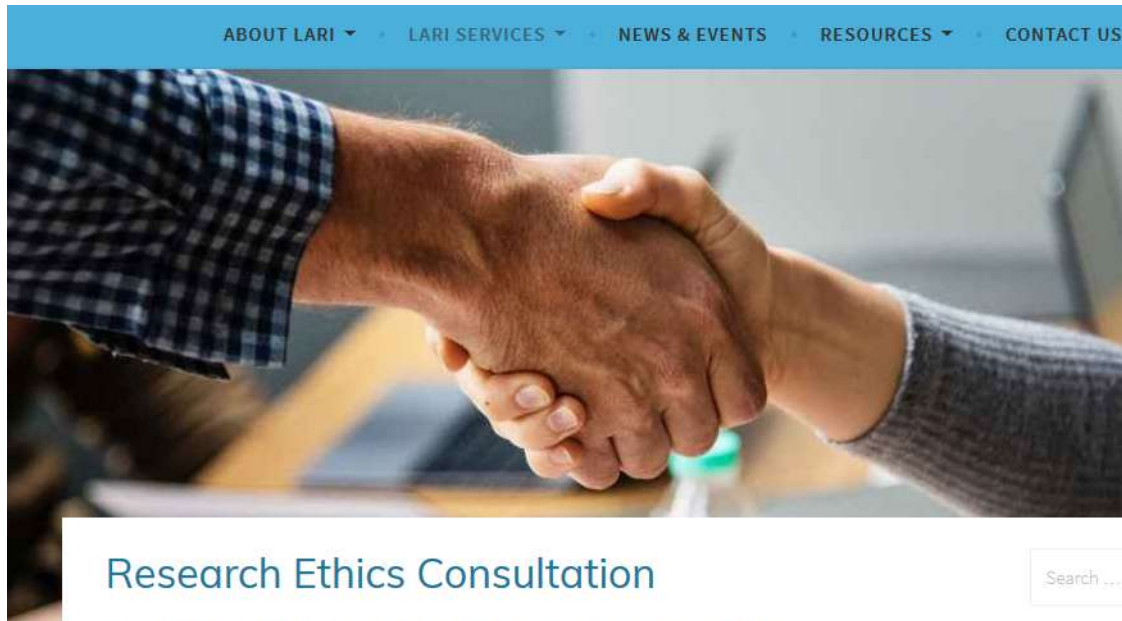 ABOUT LARI LARI SERVICES NEWS & EVENTS RESOURCES CONTACT US
Research Ethics Consultation
Search ...